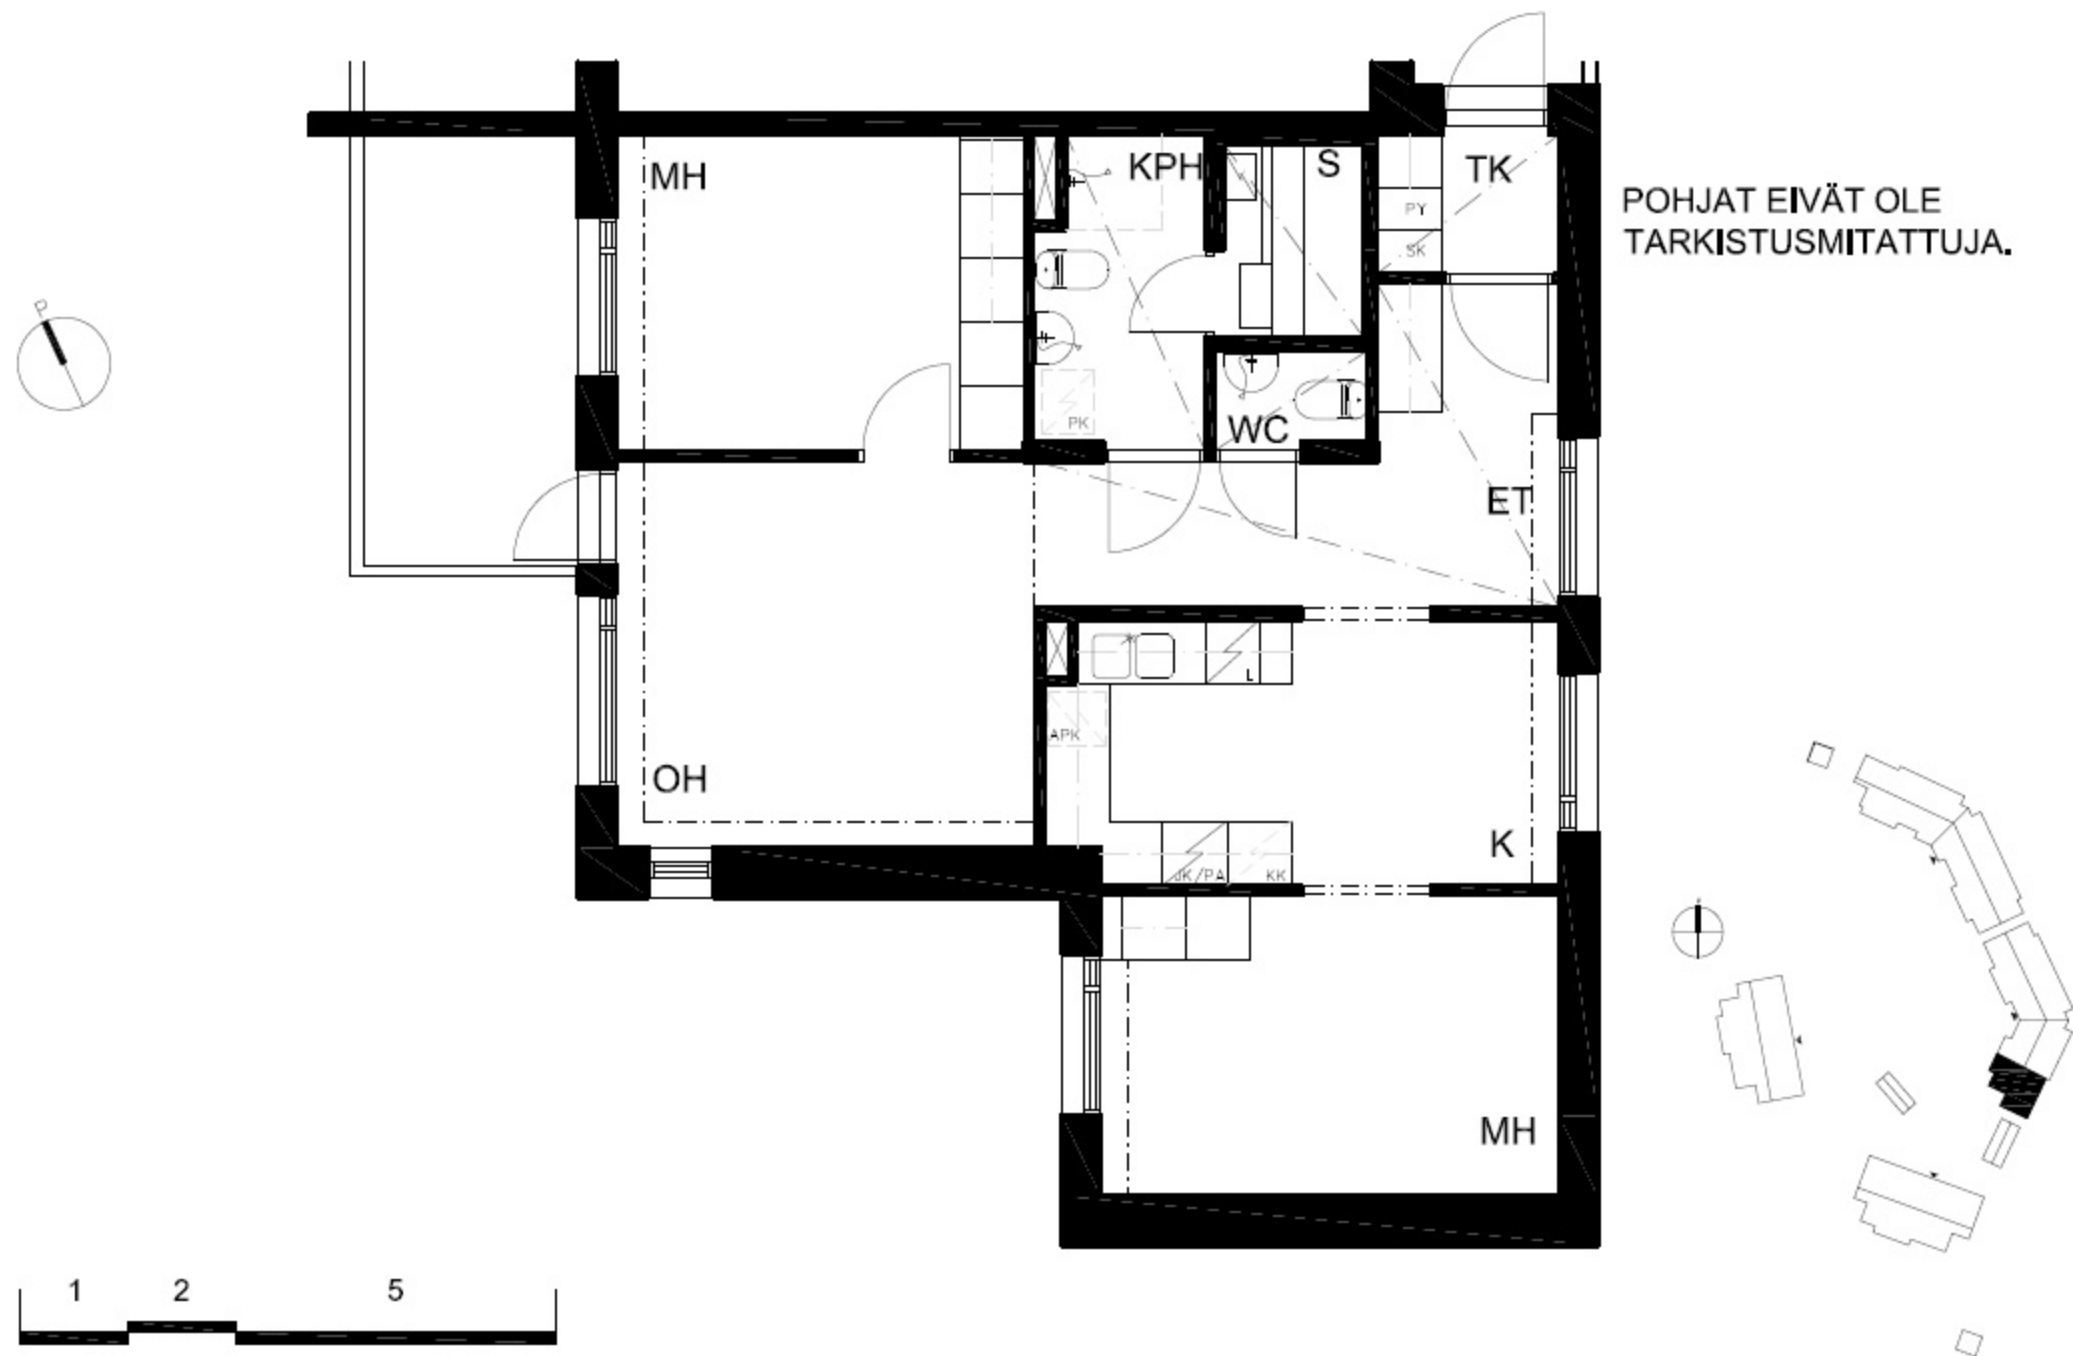 MH
KPH
S
TK
PY
SK
POHJAT EIVÄT OLE
TARKISTUSMITATTUJA.
P
PK
WC
ET
L
APK
OH
K
JK/PA
KK
MH
1 2 5